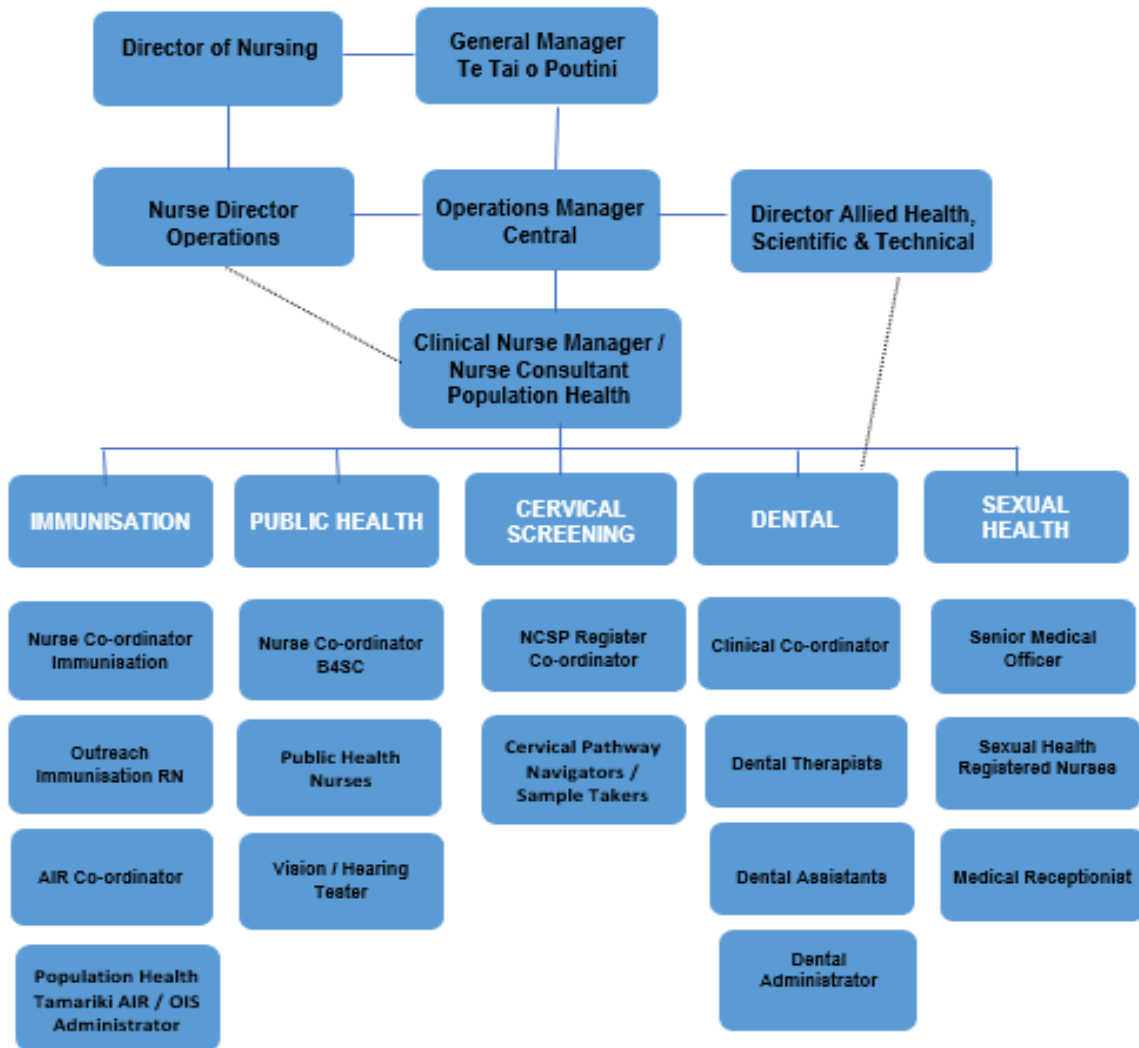 Director of Nursing
General Manager
Te Tai o Poutini
Nurse Director
Operations
Operations Manager
Central
Director Allied Health,
Scientific & Technical
Clinical Nurse Manager /
Nurse Consultant
Population Health
IMMUNISATION
PUBLIC HEALTH
CERVICAL
SCREENING
DENTAL
SEXUAL
HEALTH
Nurse Co-ordinator
Immunisation
Nurse Co-ordinator
B4SC
NCSP Register
Co-ordinator
Clinical Co-ordinator
Senior Medical
Officer
Outreach
Immunisation RN
Public Health
Nurses
Cervical Pathway
Navigators /
Sample Takers
Dental Therapists
Sexual Health
Registered Nurses
AIR Co-ordinator
Vision / Hearing
Tester
Dental Assistants
Medical Receptionist
Population Health
Tamariki AIR / OIS
Administrator
Dental
Administrator